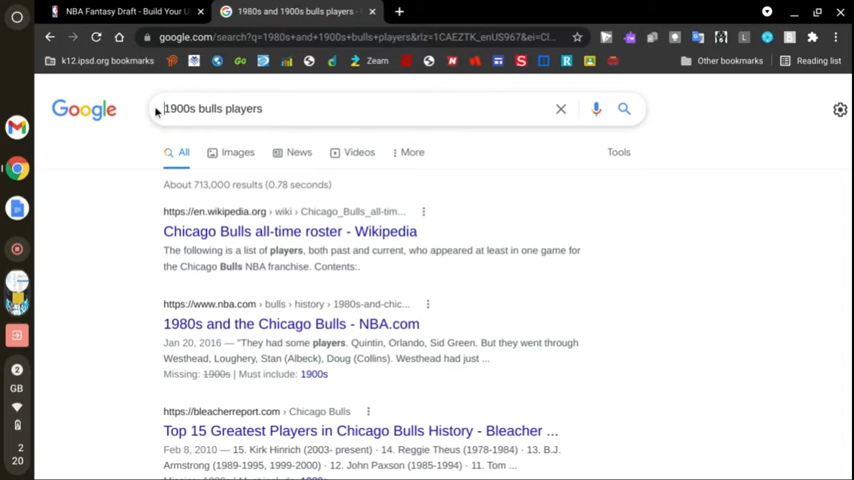 NBA Fantasy Draft - Build Your U
1980s and 1900s bulls players -
google.com/search?q=1980s+and+1900s+bulls+players&rlz=1CAEZTK_enUS967&ei=Cl...
k12.ipsd.org bookmarks
Zearn
Other bookmarks
Reading list
Google
1900s bulls players
All
Images
News
Videos
More
Tools
About 713,000 results (0.78 seconds)
https://en.wikipedia.org › wiki › Chicago_Bulls_all-tim...
Chicago Bulls all-time roster - Wikipedia
The following is a list of players, both past and current, who appeared at least in one game for
the Chicago Bulls NBA franchise. Contents:.
https://www.nba.com › bulls › history › 1980s-and-chic...
1980s and the Chicago Bulls - NBA.com
Jan 20, 2016 — "They had some players. Quintin, Orlando, Sid Green. But they went through
Westhead, Loughery, Stan (Albeck), Doug (Collins). Westhead had just ...
Missing: 1900s | Must include: 1900s
https://bleacherreport.com › Chicago Bulls
Top 15 Greatest Players in Chicago Bulls History - Bleacher ...
Feb 8, 2010 — 15. Kirk Hinrich (2003- present) · 14. Reggie Theus (1978-1984) · 13. B.J.
Armstrong (1989-1995, 1999-2000) · 12. John Paxson (1985-1994) · 11. Tom ...
2
GB
2
20